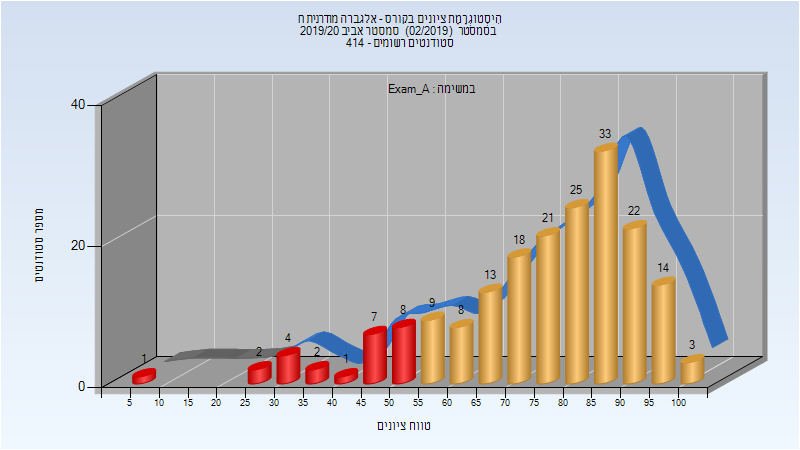 היסטוגרמת ציונים בקורס - אלגברה מודרנית ח
בסמסטר (02/2019) סמסטר אביב 2019/20
סטודנטים רשומים - 414
במשימה : Exam_A
מספר סטודנטים
40
20
0
1 2 4 2 1 7 8 9 8 13 18 21 25 33 22 14 3
5 10 15 20 25 30 35 40 45 50 55 60 65 70 75 80 85 90 95 100
טווח ציונים